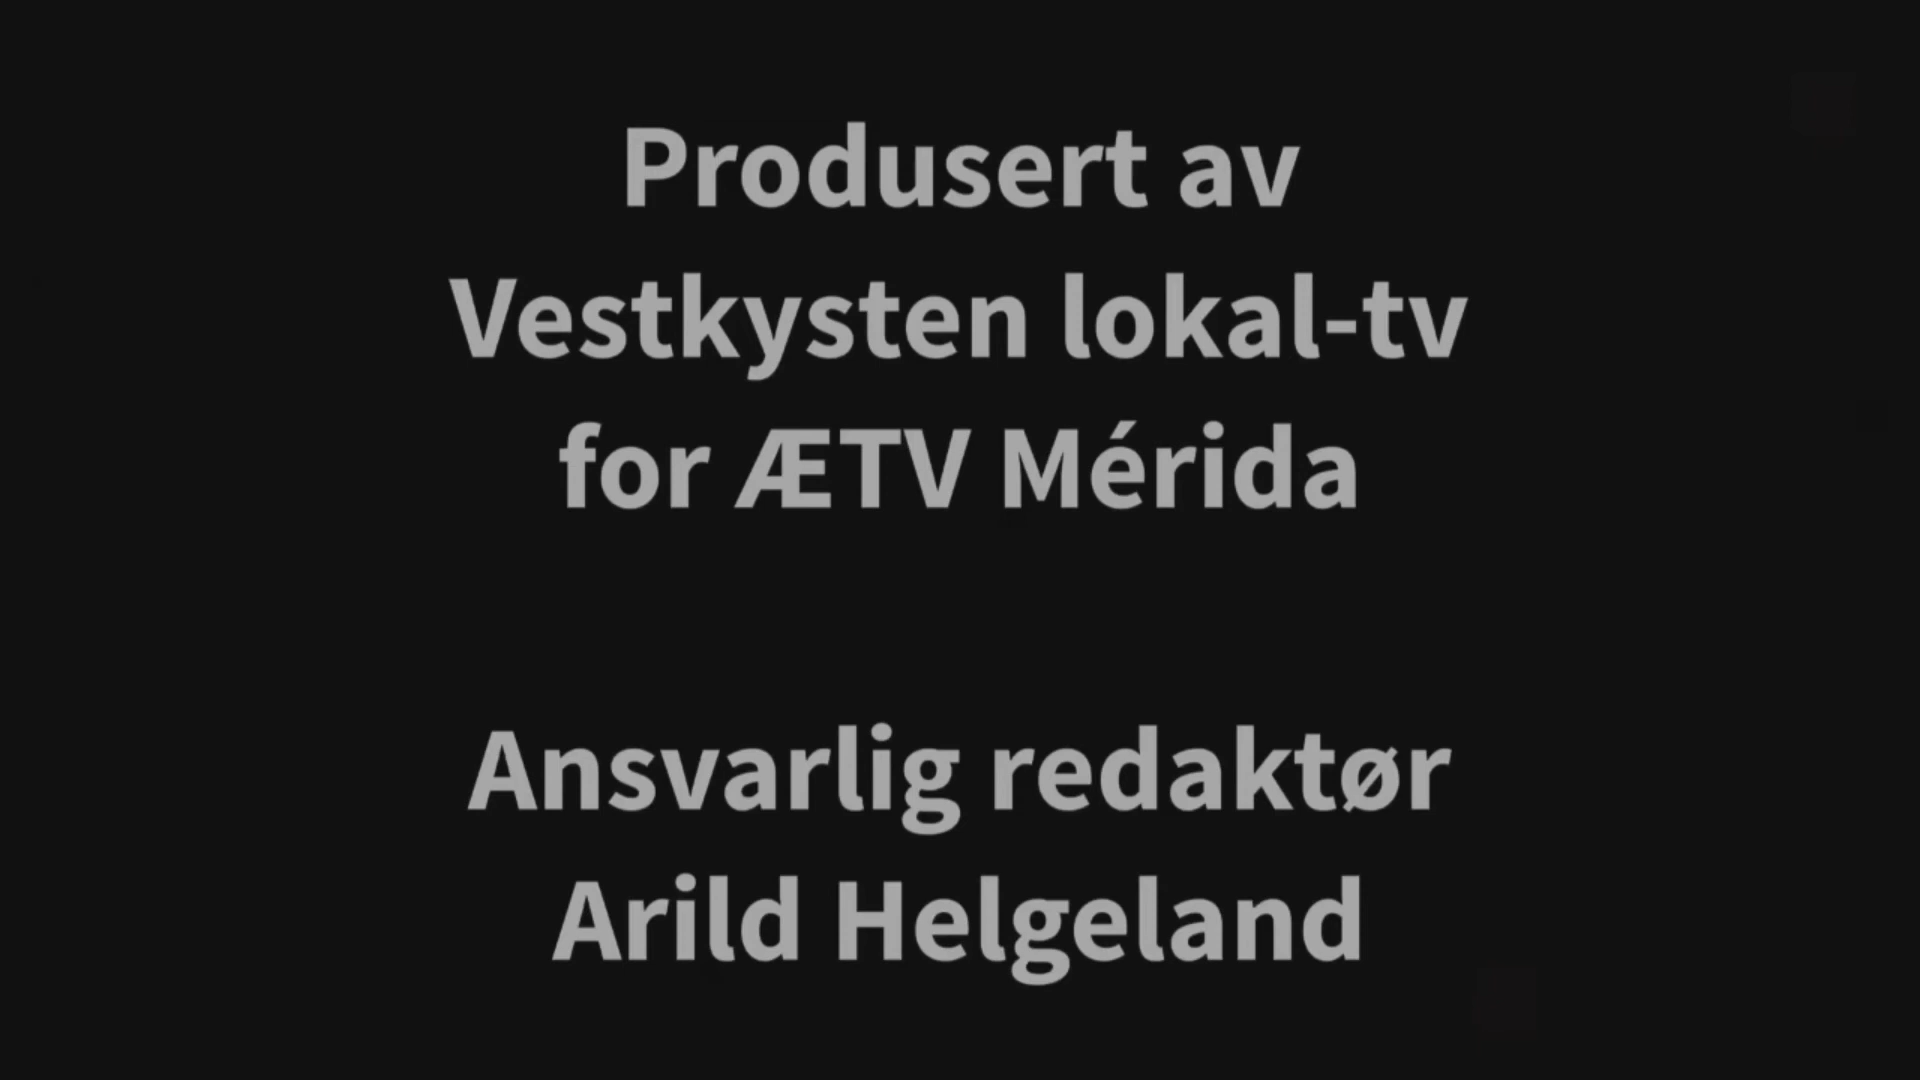 Produsert av
Vestkysten lokal-tv
for ÆTV Mérida
Ansvarlig redaktør
Arild Helgeland